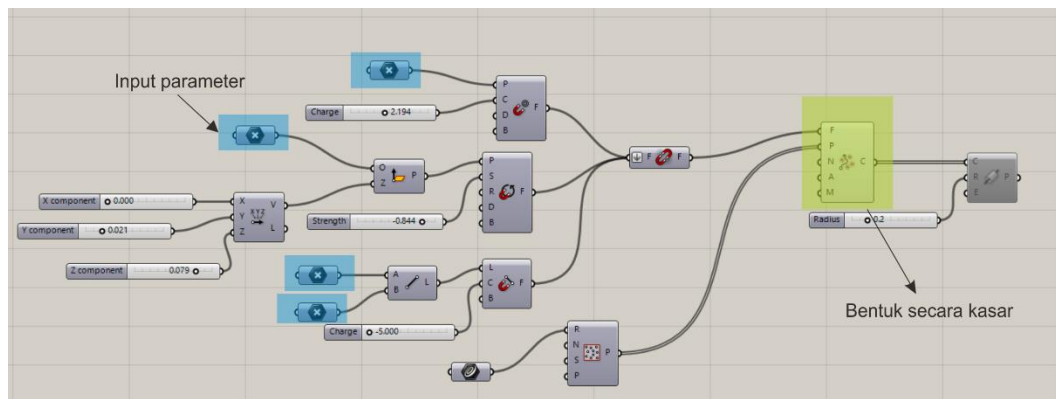 Input parameter
Charge 2.194
P
C
D
B
F
O
Z
P
X component 0.000
Y component 0.021
Z component 0.079
X
Y
Z
XYZ
V
L
Strength -0.844
P
S
R
D
B
F
F F
A
B
L
Charge -5.000
L
C
B
F
R
N
S
P
P
F
P
N
A
M
C
Radius 0.2
C
R
E
P
Bentuk secara kasar